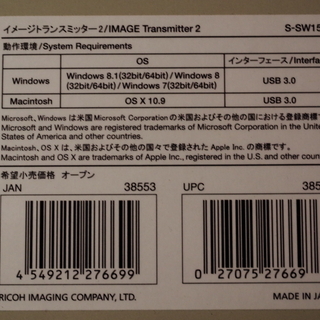 イメージトランスミッター2/IMAGE Transmitter 2 S-SW15
動作環境/System Requirements
OS インターフェース/Interfa
Windows Windows 8.1(32bit/64bit)/Windows 8 (32bit/64bit)/Windows 7(32bit/64bit) USB 3.0
Macintosh OS X 10.9 USB 3.0
Microsoft、Windows は米国 Microsoft Corporation の米国およびその他の国における登録商標です
Microsoft and Windows are registered trademarks of Microsoft Corporation in the United
States of America and other countries.
Macintosh、OS X は、米国およびその他の国々で登録された Apple Inc. の商標です。
Macintosh and OS X are trademarks of Apple Inc., registered in the U.S. and other countr
希望小売価格 オープン
JAN 38553 UPC 385
4 549212 276699 0 27075 27669
RICOH IMAGING COMPANY, LTD. MADE IN JA